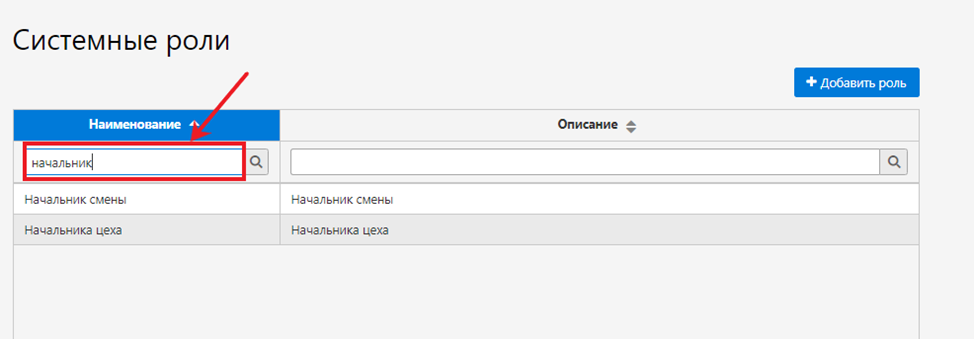 Системные роли
+ Добавить роль
Наименование Описание
начальник
Начальник смены Начальник смены
Начальника цеха Начальника цеха